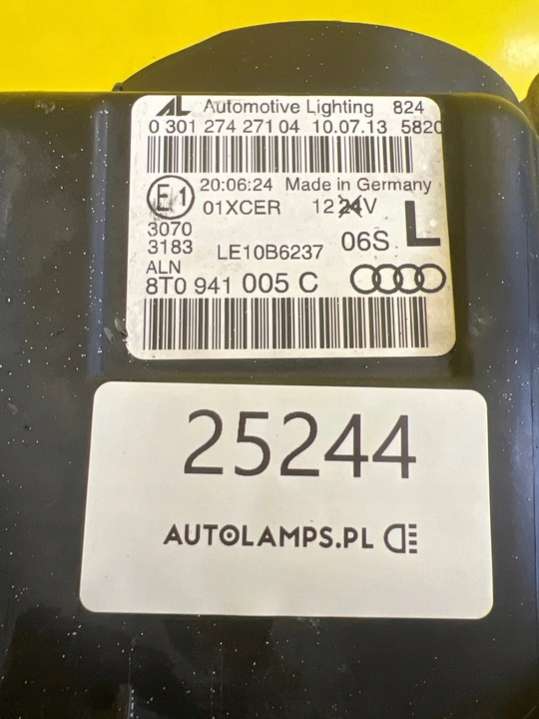 AL Automotive Lighting 824
0 301 274 271 04 10.07.13 5820
E1 20:06:24 Made in Germany
01XCER 12 24V
3070
3183 LE10B6237 06S L
ALN
8T0 941 005 C
25244
AUTOLAMPS.PL